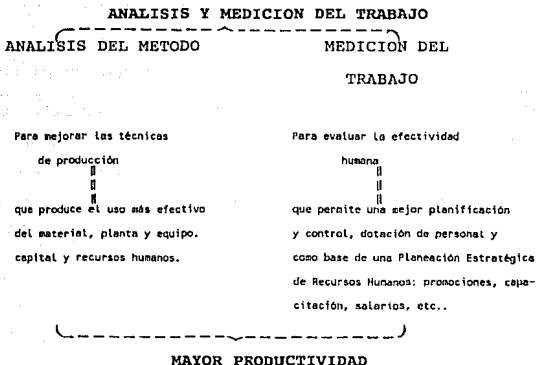 ANALISIS Y MEDICION DEL TRABAJO
ANALISIS DEL METODO
Para mejorar las técnicas
de producción
que produce el uso más efectivo
del material, planta y equipo.
capital y recursos humanos.
MEDICION DEL
TRABAJO
Para evaluar la efectividad
humana
que permite una mejor planificación
y control, dotación de personal y
como base de una Planeación Estratégica
de Recursos Humanos: promociones, capa-
citación, salarios, etc..
MAYOR PRODUCTIVIDAD